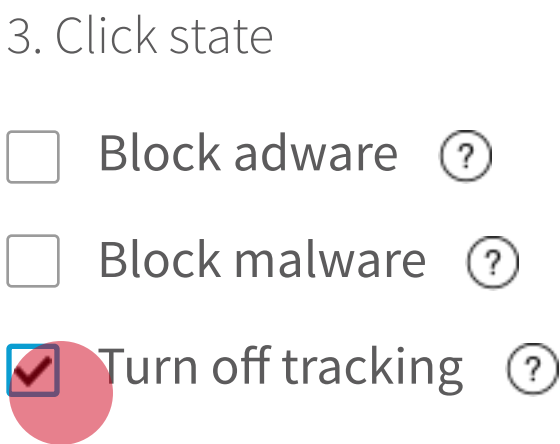 3. Click state
Block adware ?
Block malware ?
Turn off tracking ?